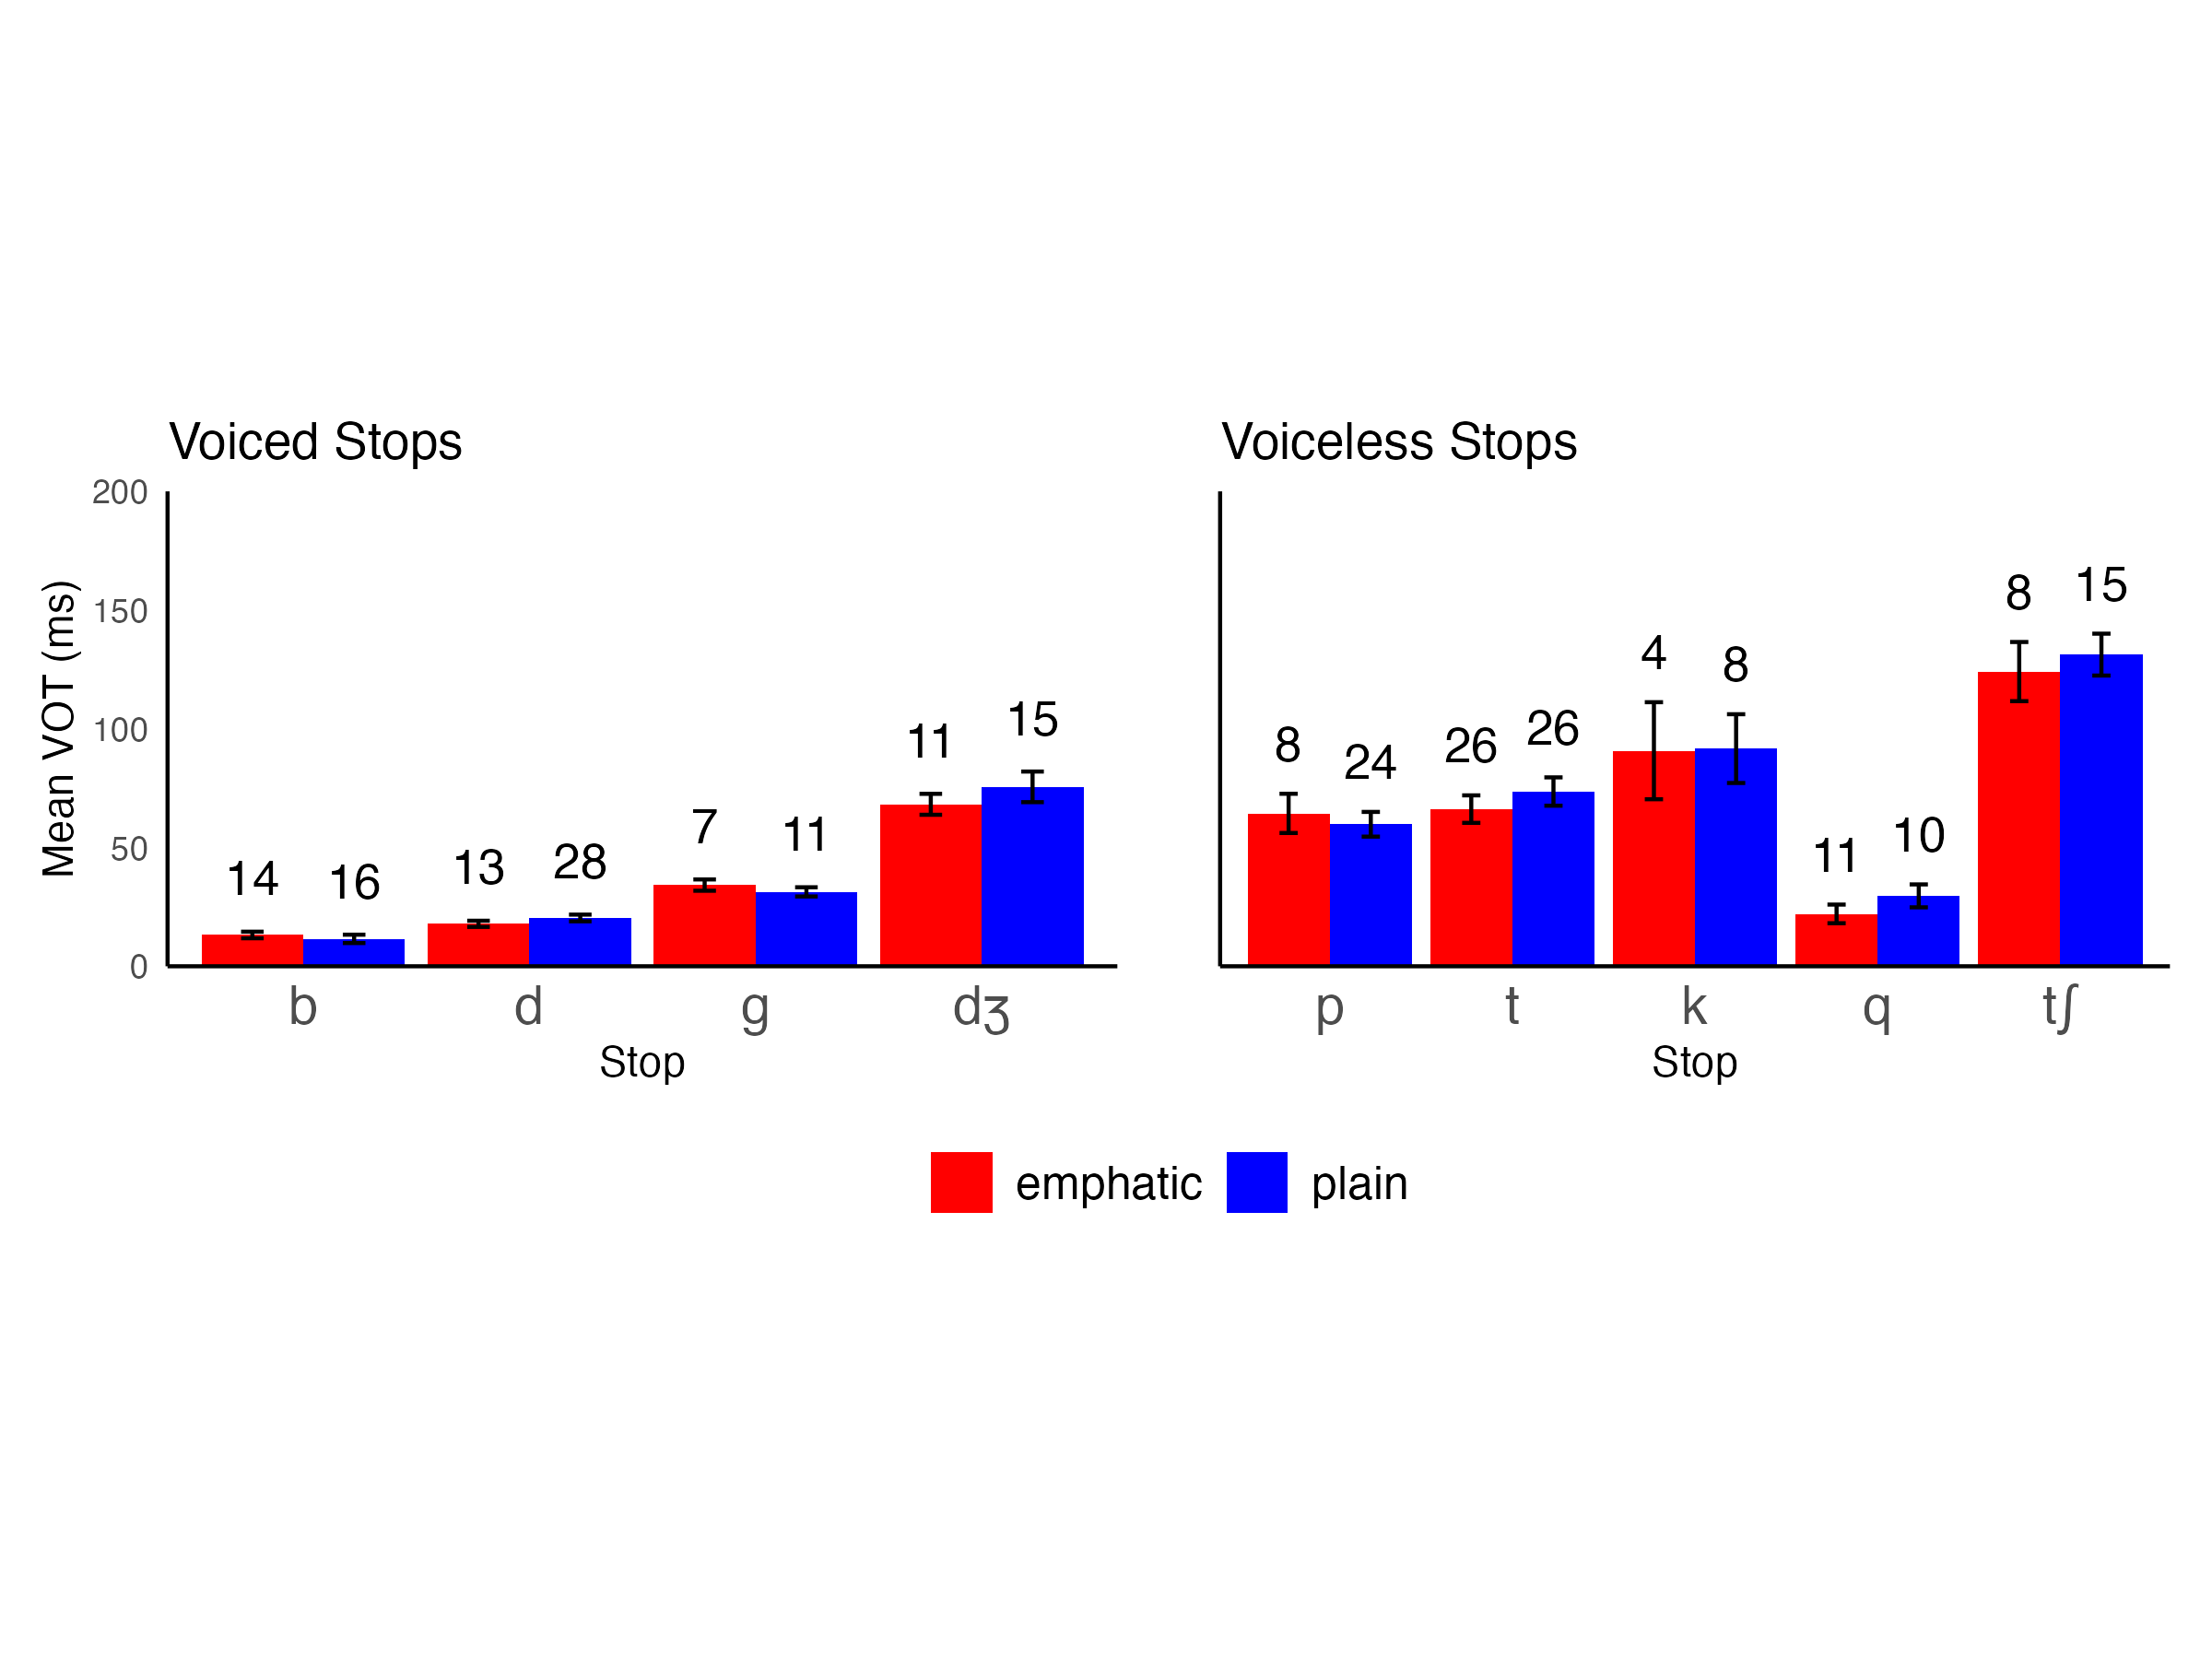 Voiced Stops
Voiceless Stops
Mean VOT (ms)
200
150
100
50
0
14 16 13 28 7 11 11 15
8 24 26 26 4 8 11 10 8 15
b d g dʒ
p t k q tʃ
Stop
Stop
emphatic plain